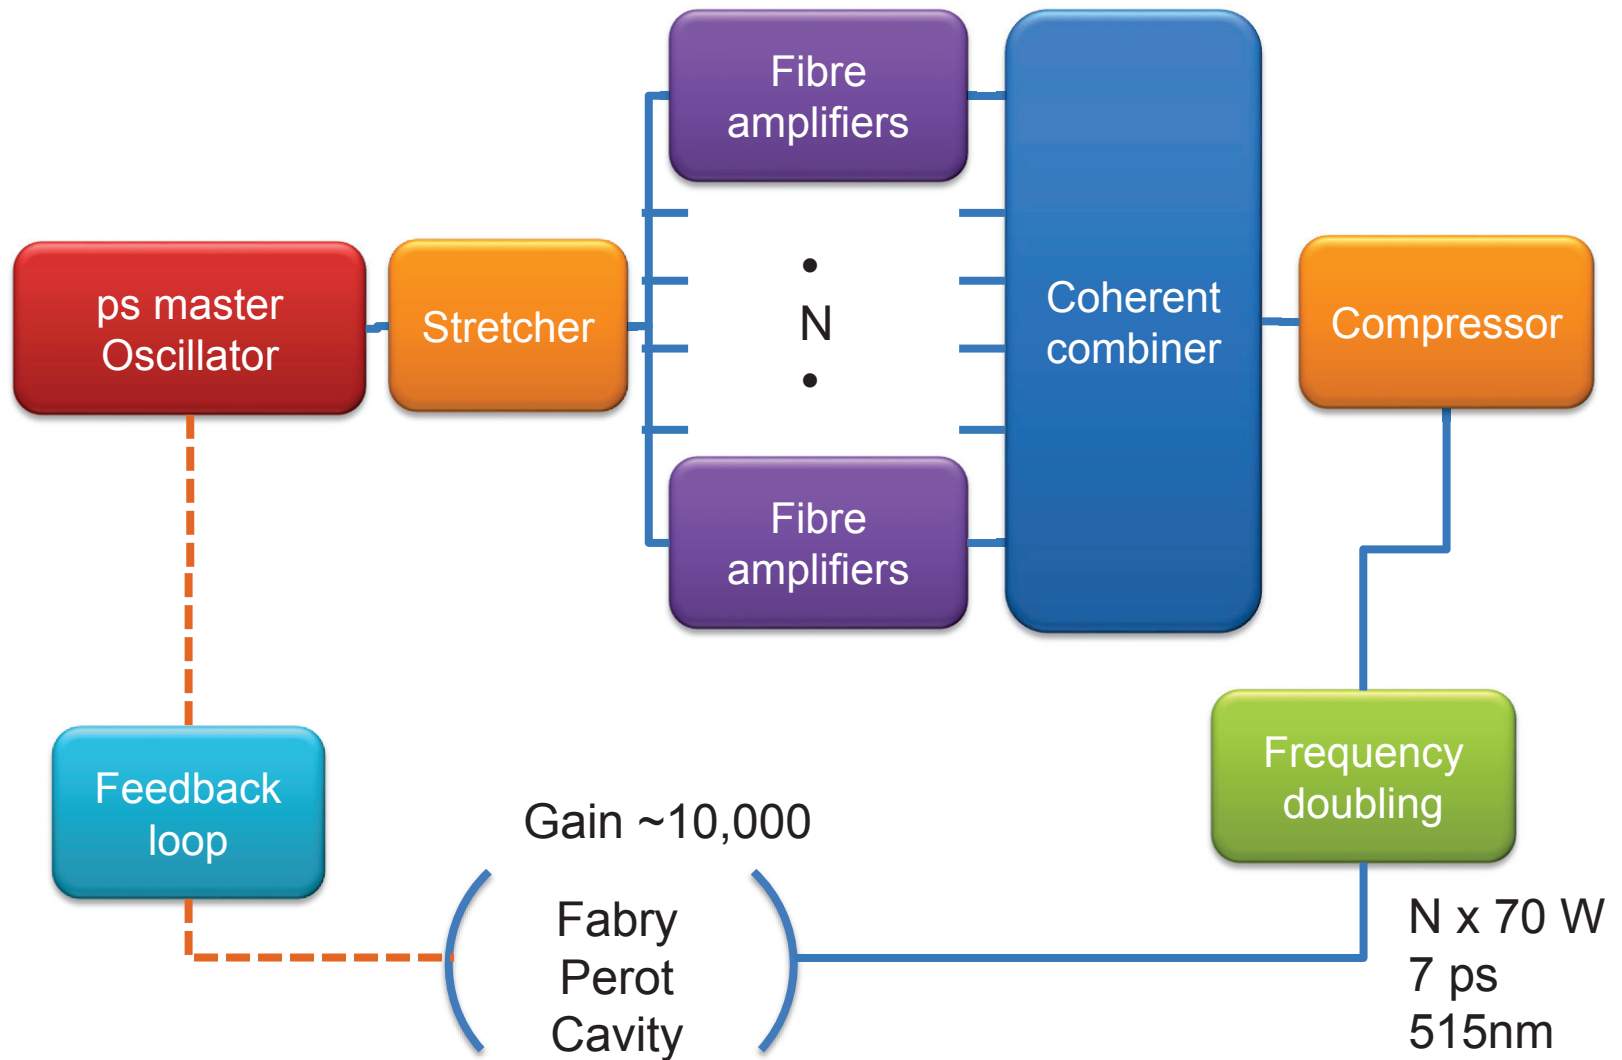 Fibre
amplifiers
ps master
Oscillator
Stretcher
•
N
•
Coherent
combiner
Compressor
Fibre
amplifiers
Feedback
loop
Gain ~10,000
Fabry
Perot
Cavity
Frequency
doubling
N x 70 W
7 ps
515nm